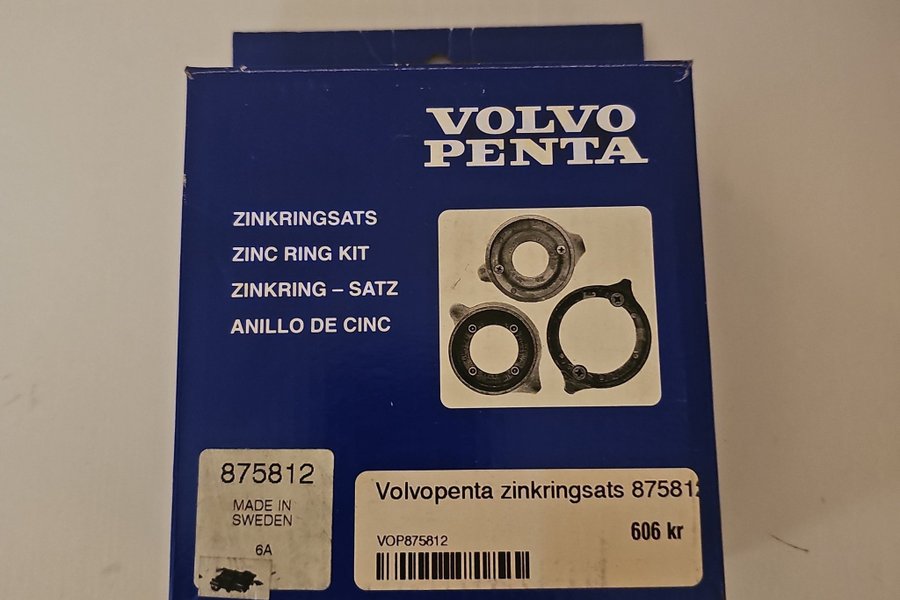 VOLVO
PENTA
ZINKRINGSATS
ZINC RING KIT
ZINKRING – SATZ
ANILLO DE CINC
875812
MADE IN
SWEDEN
6A
Volvopenta zinkringsats 875812
606 kr
VOP875812